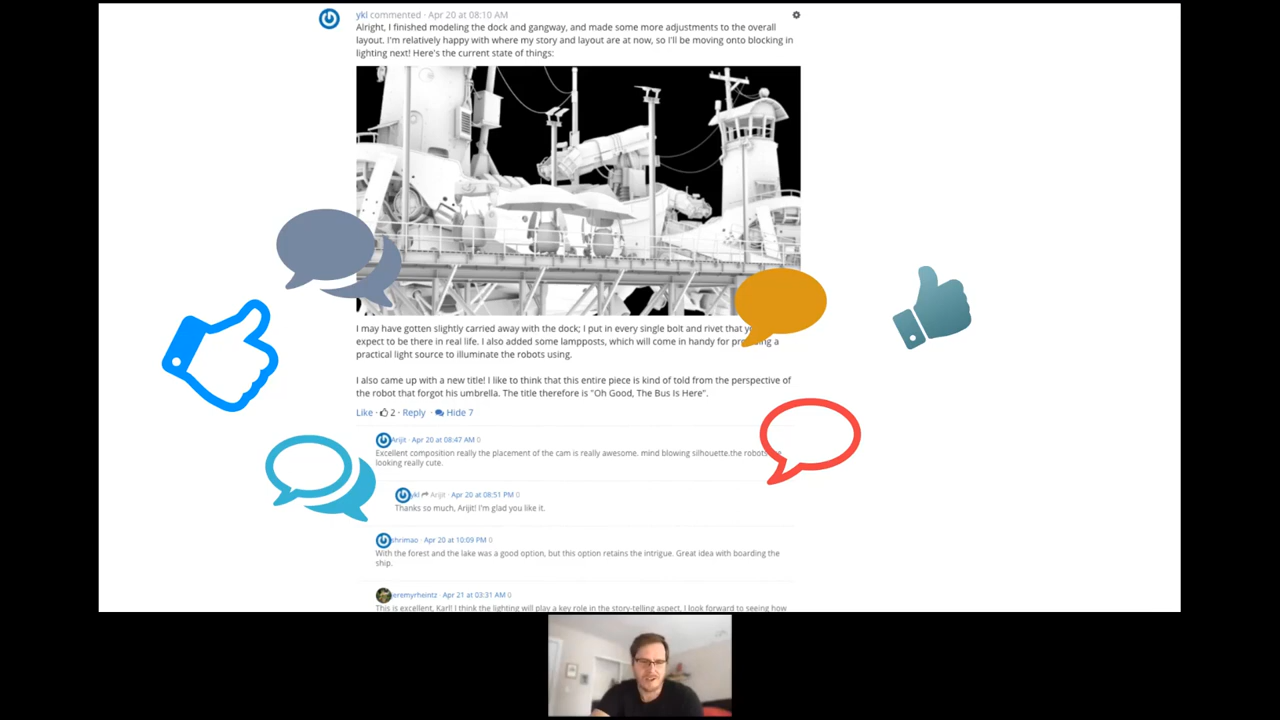 ykl commented - Apr 20 at 08:10 AM
Alright, I finished modeling the dock and gangway, and made some more adjustments to the overall
layout. I'm relatively happy with where my story and layout are at now, so I'll be moving onto blocking in
lighting next! Here's the current state of things:
I may have gotten slightly carried away with the dock; I put in every single bolt and rivet that
expect to be there in real life. I also added some lampposts, which will come in handy for a
practical light source to illuminate the robots using.
I also came up with a new title! I like to think that this entire piece is kind of told from the perspective of
the robot that forgot his umbrella. The title therefore is "Oh Good, The Bus Is Here".
Like · 2 · Reply · Hide 7
Arijit · Apr 20 at 08:47 AM 0
Excellent composition really the placement of the cam is really awesome. mind blowing silhouette.the robots
looking really cute.
ykl Arijit · Apr 20 at 08:51 PM 0
Thanks so much, Arijit! I'm glad you like it.
shrimao · Apr 20 at 10:09 PM 0
With the forest and the lake was a good option, but this option retains the intrigue. Great idea with boarding the
ship.
jeremyrheintz · Apr 21 at 03:31 AM 0
This is excellent, Karl! I think the lighting will play a key role in the story-telling aspect, I look forward to seeing how